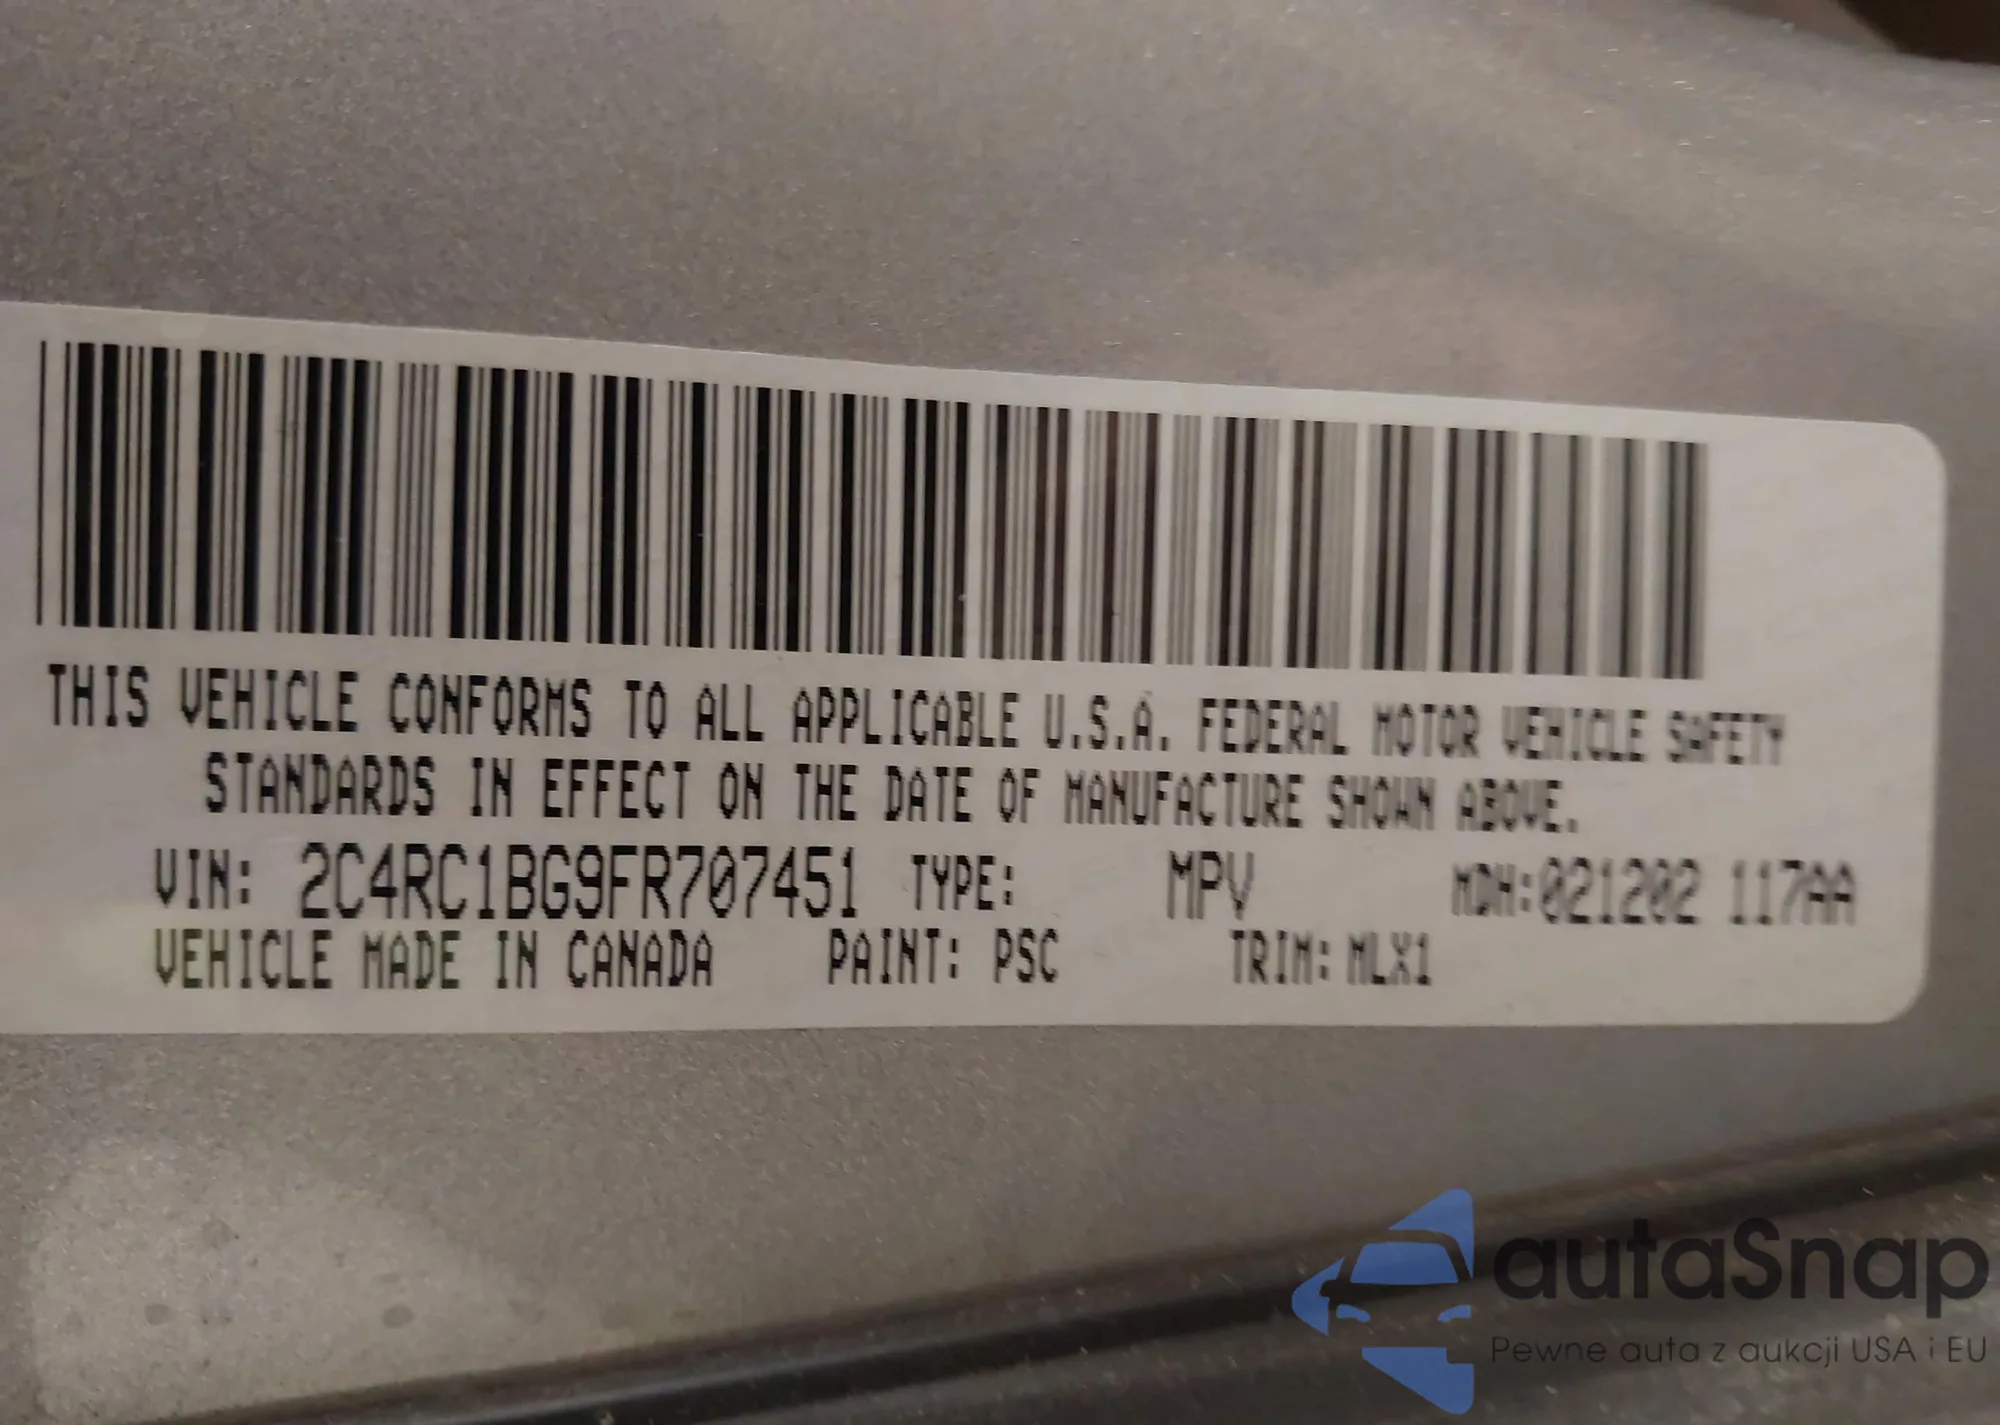 THIS VEHICLE CONFORMS TO ALL APPLICABLE U.S.A. FEDERAL MOTOR VEHICLE SAFETY
STANDARDS IN EFFECT ON THE DATE OF MANUFACTURE SHOWN ABOVE.
VIN: 2C4RC1BG9FR707451 TYPE: MPV MDH:021202 117AA
VEHICLE MADE IN CANADA PAINT: PSC TRIM: MLX1
autaSnap
Pewne auta z aukcji USA i EU